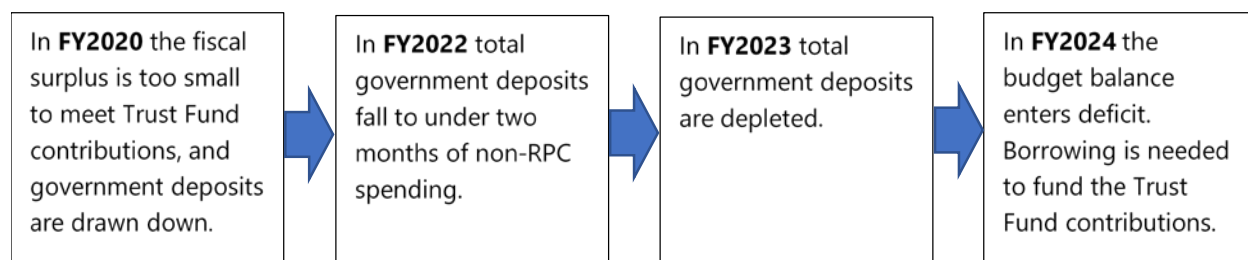 In FY2020 the fiscal
surplus is too small
to meet Trust Fund
contributions, and
government deposits
are drawn down.
In FY2022 total
government deposits
fall to under two
months of non-RPC
spending.
In FY2023 total
government deposits
are depleted.
In FY2024 the
budget balance
enters deficit.
Borrowing is needed
to fund the Trust
Fund contributions.